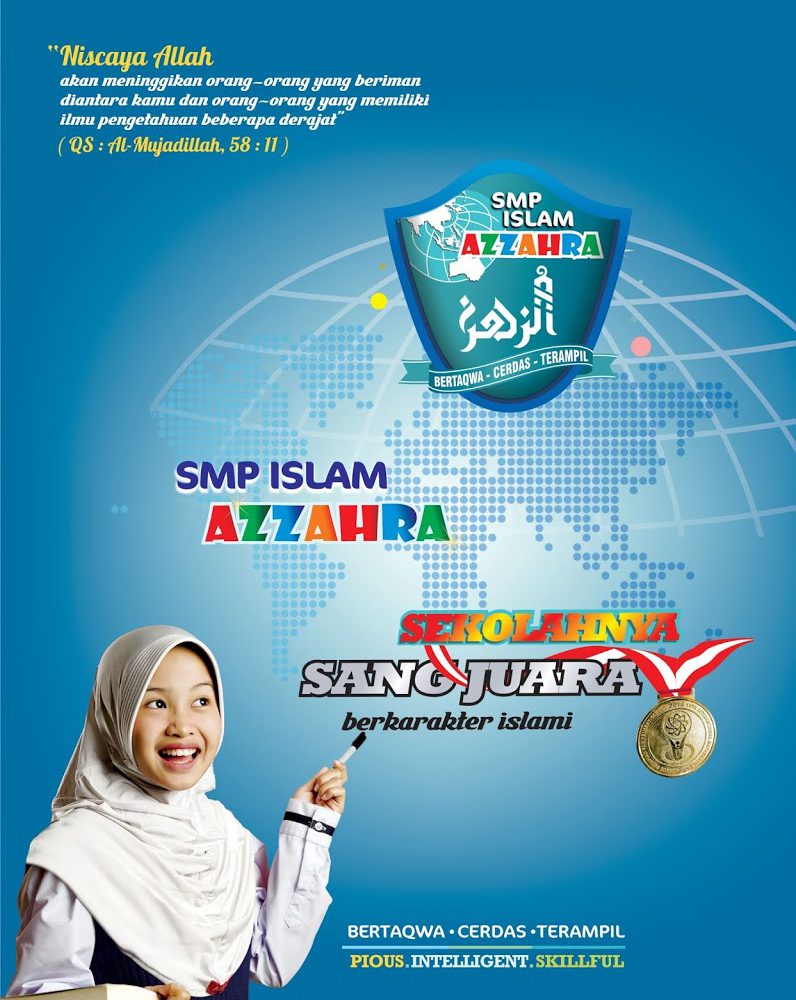 “Niscaya Allah
akan meninggikan orang~orang yang beriman
diantara kamu dan orang~orang yang memiliki
ilmu pengetahuan beberapa derajat”
( QS : Al-Mujadillah, 58 : 11 )
SMP
ISLAM
AZZAHRA
الزهراء
BERTAQWA - CERDAS - TERAMPIL
SMP ISLAM
AZZAHRA
SEKOLAHNYA
SANG JUARA
berkarakter islami
BERTAQWA • CERDAS • TERAMPIL
PIOUS.INTELLIGENT.SKILLFUL